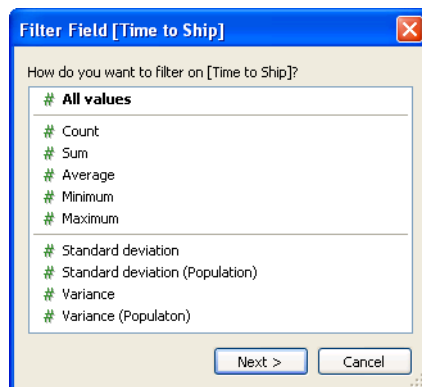 Filter Field [Time to Ship]
How do you want to filter on [Time to Ship]?
# All values
# Count
# Sum
# Average
# Minimum
# Maximum
# Standard deviation
# Standard deviation (Population)
# Variance
# Variance (Populaton)
Next > Cancel